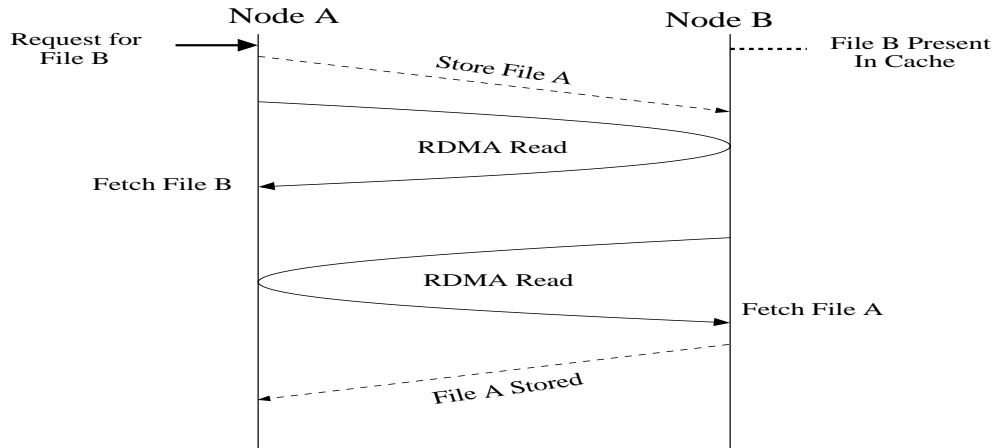 Node A
Node B
Request for
File B
File B Present
In Cache
Store File A
RDMA Read
Fetch File B
RDMA Read
Fetch File A
File A Stored